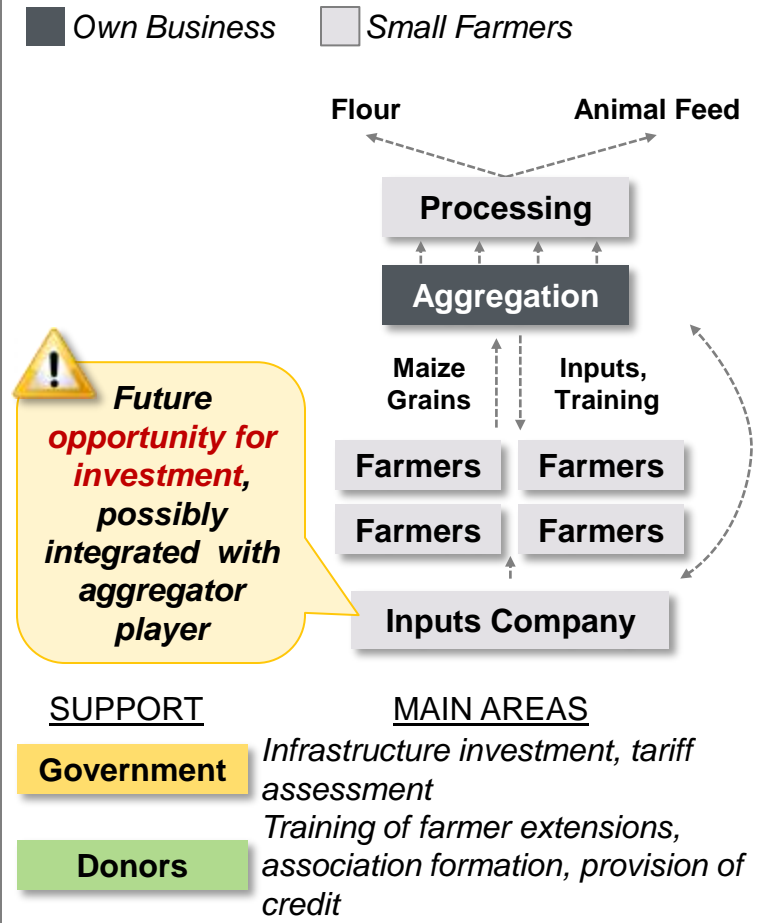 Own Business
Small Farmers
Flour
Animal Feed
Processing
Aggregation
Maize
Grains
Inputs,
Training
!
Future
opportunity for
investment,
possibly
integrated with
aggregator
player
Farmers
Farmers
Farmers
Farmers
Inputs Company
SUPPORT
MAIN AREAS
Government
Infrastructure investment, tariff
assessment
Donors
Training of farmer extensions,
association formation, provision of
credit